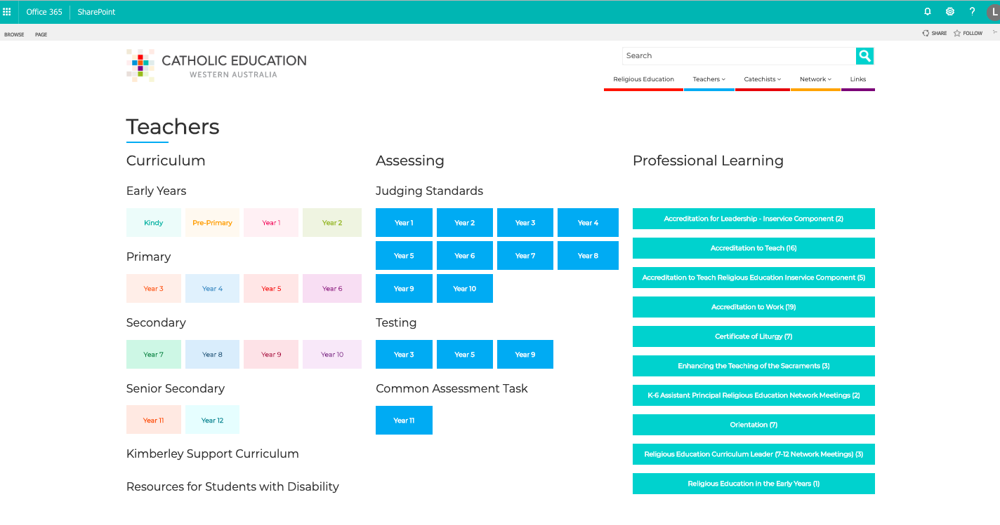 Office 365
SharePoint
?
L
BROWSE
PAGE
SHARE
FOLLOW
CATHOLIC EDUCATION
WESTERN AUSTRALIA
Search
Religious Education
Teachers
Catechists
Network
Links
Teachers
Curriculum
Early Years
Kindy
Pre-Primary
Year 1
Year 2
Primary
Year 3
Year 4
Year 5
Year 6
Secondary
Year 7
Year 8
Year 9
Year 10
Senior Secondary
Year 11
Year 12
Kimberley Support Curriculum
Resources for Students with Disability
Assessing
Judging Standards
Year 1
Year 2
Year 3
Year 4
Year 5
Year 6
Year 7
Year 8
Year 9
Year 10
Testing
Year 3
Year 5
Year 9
Common Assessment Task
Year 11
Professional Learning
Accreditation for Leadership - Inservice Component (2)
Accreditation to Teach (16)
Accreditation to Teach Religious Education Inservice Component (5)
Accreditation to Work (19)
Certificate of Liturgy (7)
Enhancing the Teaching of the Sacraments (3)
K-6 Assistant Principal Religious Education Network Meetings (2)
Orientation (7)
Religious Education Curriculum Leader (7-12 Network Meetings) (3)
Religious Education in the Early Years (1)